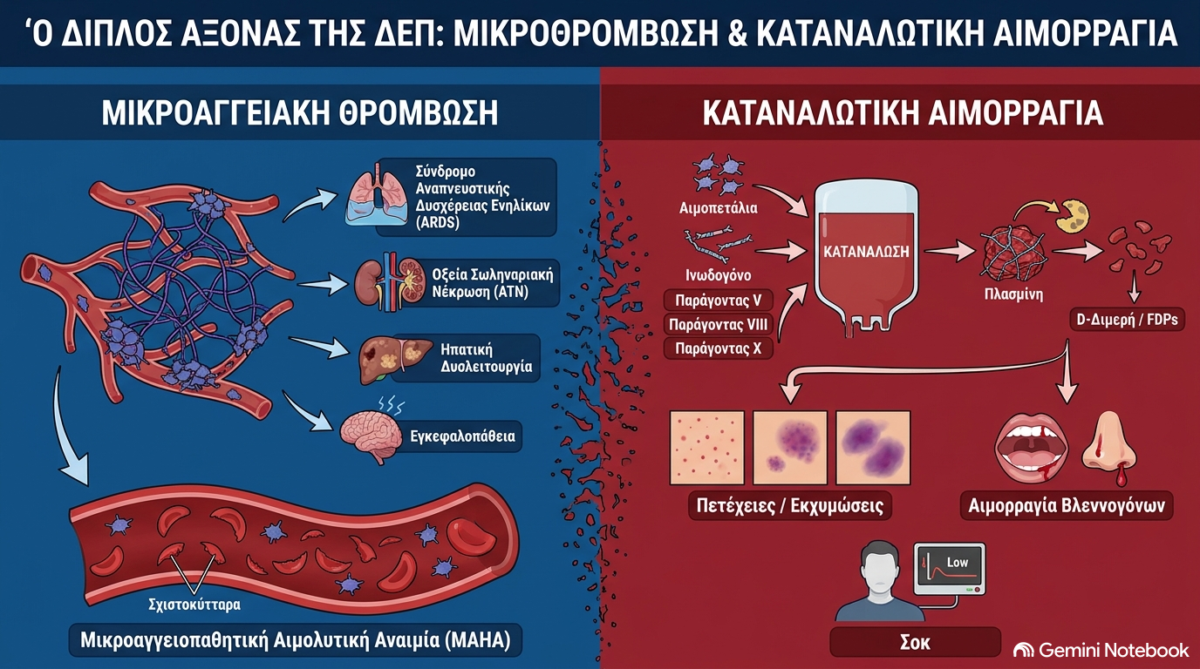 ‘Ο ΔΙΠΛΟΣ ΑΞΟΝΑΣ ΤΗΣ ΔΕΠ: ΜΙΚΡΟΘΡΟΜΒΩΣΗ & ΚΑΤΑΝΑΛΩΤΙΚΗ ΑΙΜΟΡΡΑΓΙΑ
ΜΙΚΡΟΑΓΓΕΙΑΚΗ ΘΡΟΜΒΩΣΗ
Σύνδρομο
Αναπνευστικής
Δυσχέρειας Ενηλίκων
(ARDS)
Οξεία Σωληναριακή
Νέκρωση (ATN)
Ηπατική
Δυσλειτουργία
Εγκεφαλοπάθεια
Σχιστοκύτταρα
Μικροαγγειοπαθητική Αιμολυτική Αναιμία (MAHA)
ΚΑΤΑΝΑΛΩΤΙΚΗ ΑΙΜΟΡΡΑΓΙΑ
Αιμοπετάλια
Ινωδογόνο
Παράγοντας V
Παράγοντας VIII
Παράγοντας X
ΚΑΤΑΝΑΛΩΣΗ
Πλασμίνη
D-Διμερή / FDPs
Πετέχειες / Εκχυμώσεις
Αιμορραγία Βλεννογόνων
Low
Σοκ
Gemini Notebook